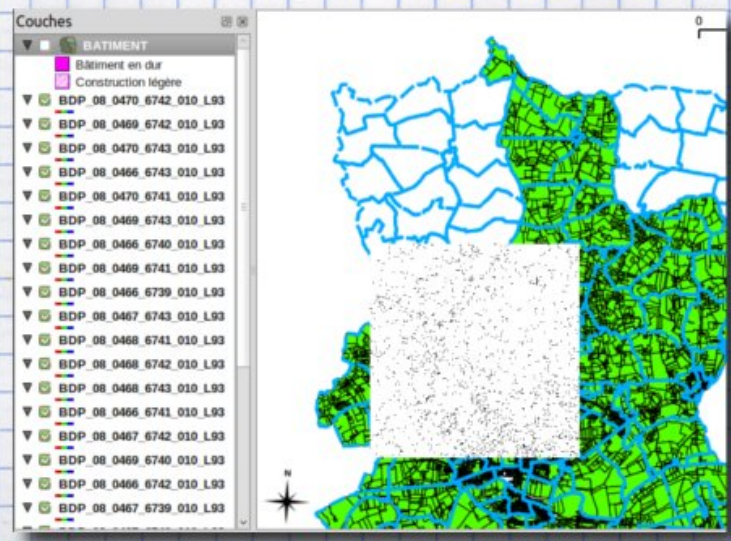 Couches
BATIMENT
Bâtiment en dur
Construction légère
BDP_08_0470_6742_010_L93
BDP_08_0469_6742_010_L93
BDP_08_0470_6743_010_L93
BDP_08_0466_6743_010_L93
BDP_08_0470_6741_010_L93
BDP_08_0469_6743_010_L93
BDP_08_0466_6740_010_L93
BDP_08_0469_6741_010_L93
BDP_08_0466_6739_010_L93
BDP_08_0467_6743_010_L93
BDP_08_0468_6741_010_L93
BDP_08_0468_6742_010_L93
BDP_08_0468_6743_010_L93
BDP_08_0466_6741_010_L93
BDP_08_0467_6742_010_L93
BDP_08_0469_6740_010_L93
BDP_08_0466_6742_010_L93
BDP_08_0467_6739_010_L93
0
N